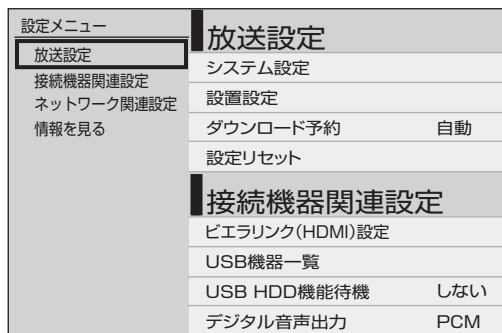 設定メニュー
放送設定
接続機器関連設定
ネットワーク関連設定
情報を見る
放送設定
システム設定
設置設定
ダウンロード予約 自動
設定リセット
接続機器関連設定
ビエラリンク(HDMI)設定
USB機器一覧
USB HDD機能待機 しない
デジタル音声出力 PCM